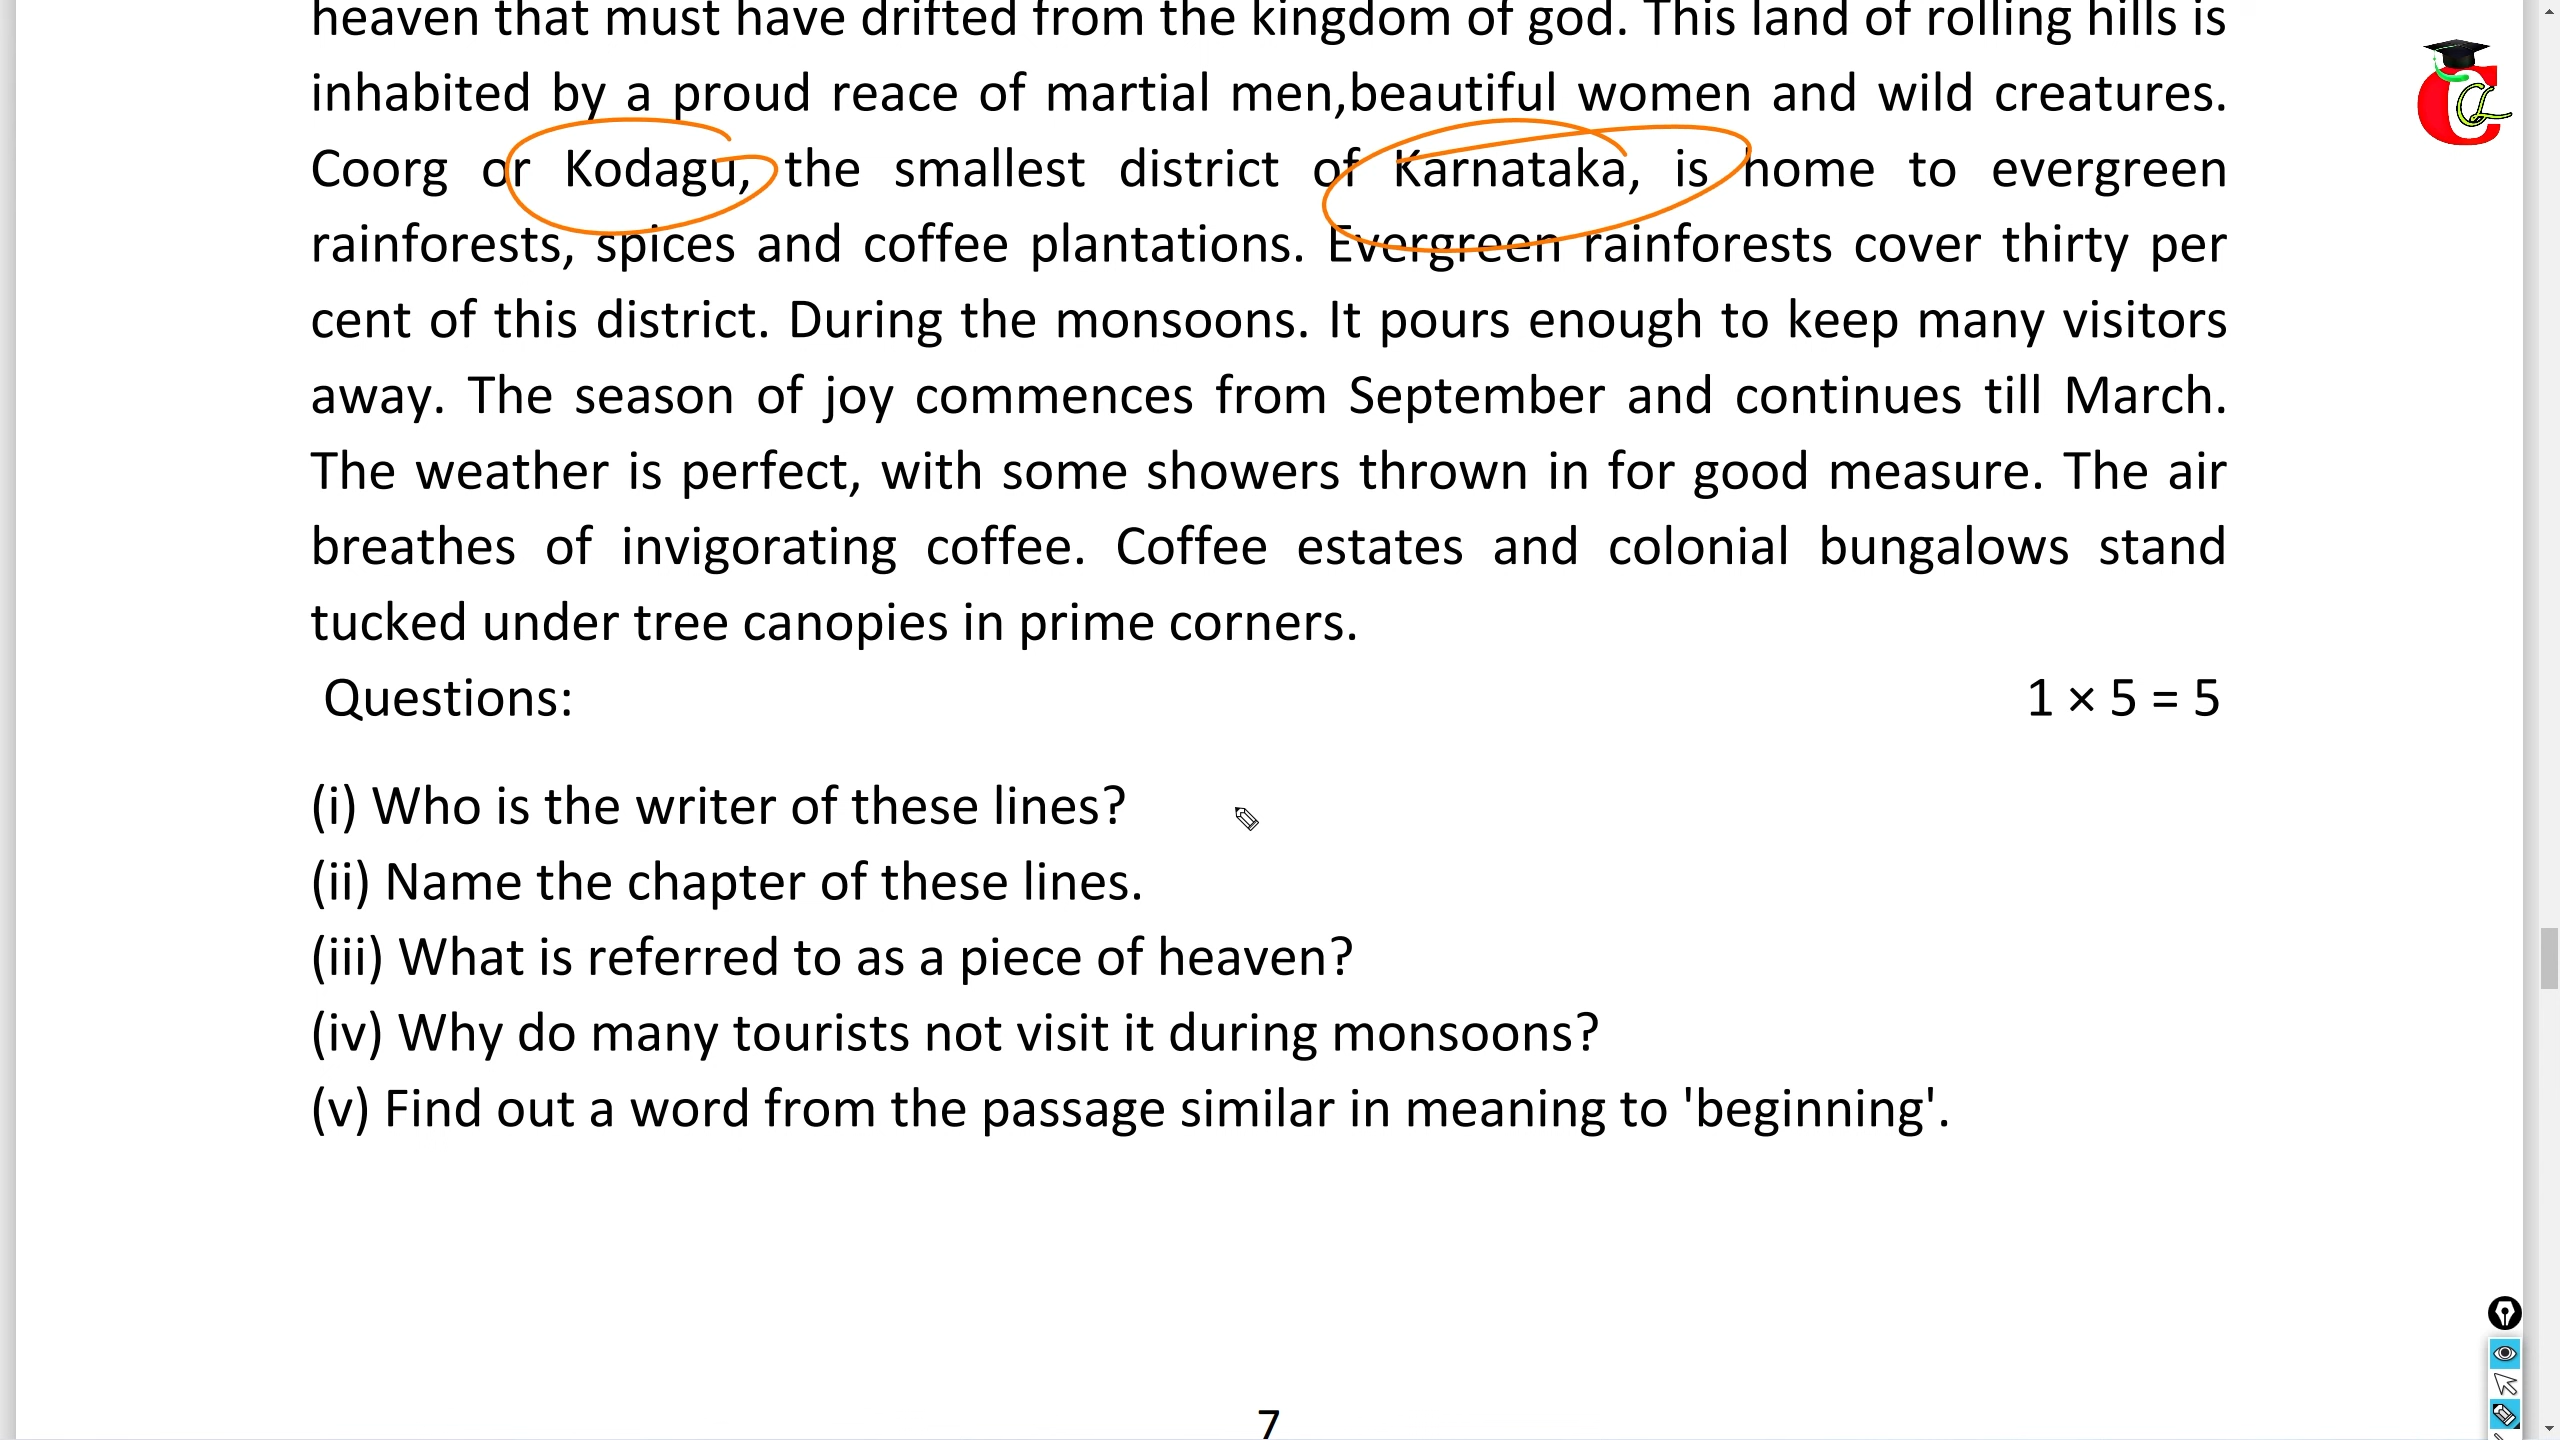 heaven that must have drifted from the kingdom of god. This land of rolling hills is
inhabited by a proud reace of martial men,beautiful women and wild creatures.
Coorg or Kodagu, the smallest district of Karnataka, is home to evergreen
rainforests, spices and coffee plantations. Evergreen rainforests cover thirty per
cent of this district. During the monsoons. It pours enough to keep many visitors
away. The season of joy commences from September and continues till March.
The weather is perfect, with some showers thrown in for good measure. The air
breathes of invigorating coffee. Coffee estates and colonial bungalows stand
tucked under tree canopies in prime corners.
Questions: 1 × 5 = 5
(i) Who is the writer of these lines?
(ii) Name the chapter of these lines.
(iii) What is referred to as a piece of heaven?
(iv) Why do many tourists not visit it during monsoons?
(v) Find out a word from the passage similar in meaning to 'beginning'.
7